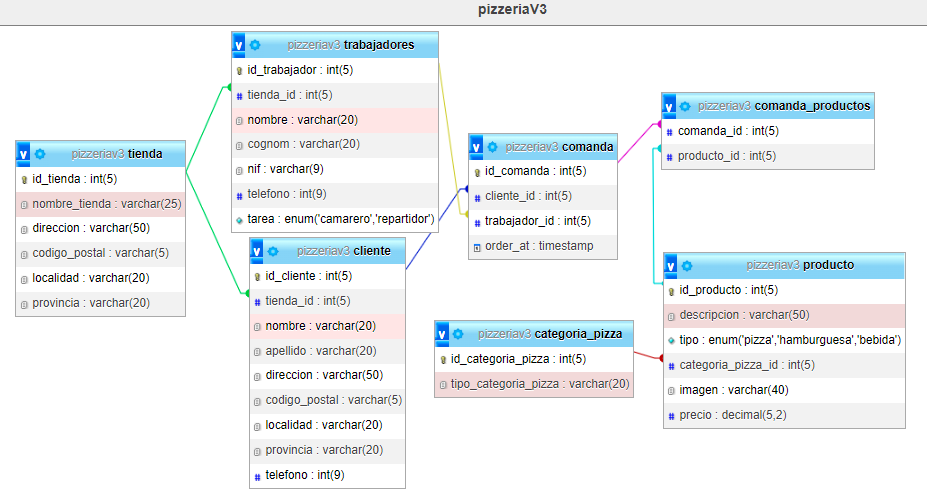 pizzeriaV3
pizzeriav3 trabajadores
id_trabajador : int(5)
tienda_id : int(5)
nombre : varchar(20)
cognom : varchar(20)
nif : varchar(9)
telefono : int(9)
tarea : enum('camarero','repartidor')
pizzeriav3 tienda
id_tienda : int(5)
nombre_tienda : varchar(25)
direccion : varchar(50)
codigo_postal : varchar(5)
localidad : varchar(20)
provincia : varchar(20)
pizzeriav3 cliente
id_cliente : int(5)
tienda_id : int(5)
nombre : varchar(20)
apellido : varchar(20)
direccion : varchar(50)
codigo_postal : varchar(5)
localidad : varchar(20)
provincia : varchar(20)
telefono : int(9)
pizzeriav3 comanda
id_comanda : int(5)
cliente_id : int(5)
trabajador_id : int(5)
order_at : timestamp
pizzeriav3 comanda_productos
comanda_id : int(5)
producto_id : int(5)
pizzeriav3 categoria_pizza
id_categoria_pizza : int(5)
tipo_categoria_pizza : varchar(20)
pizzeriav3 producto
id_producto : int(5)
descripcion : varchar(50)
tipo : enum('pizza','hamburguesa','bebida')
categoria_pizza_id : int(5)
imagen : varchar(40)
precio : decimal(5,2)